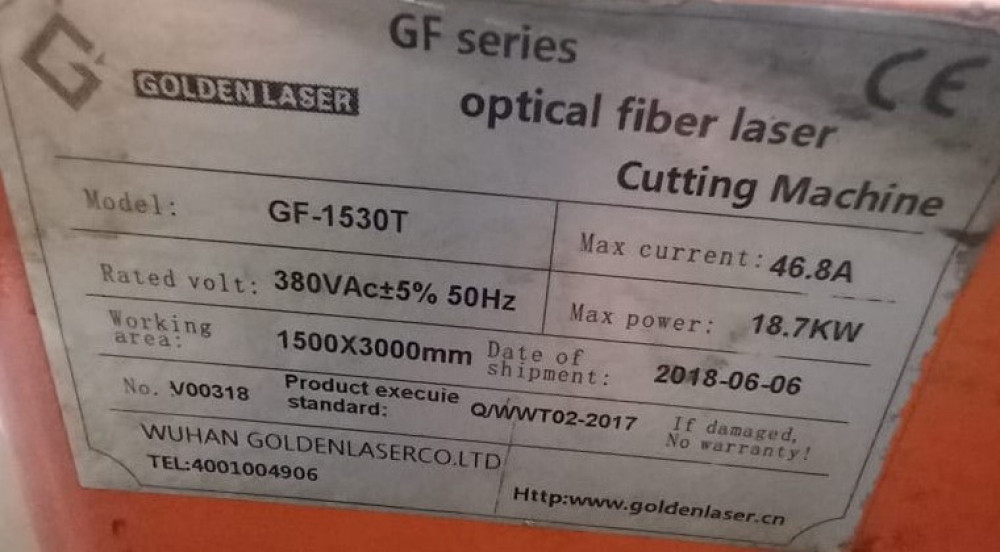 GF series
GOLDEN LASER
optical fiber laser
Cutting Machine
CE
Model: GF-1530T
Max current: 46.8A
Rated volt: 380VAc±5% 50Hz
Max power: 18.7KW
Working area: 1500X3000mm
Date of shipment: 2018-06-06
No. V00318
Product execuie standard: Q/WWT02-2017
If damaged,
No warranty!
WUHAN GOLDENLASERCO.LTD
TEL:4001004906
Http:www.goldenlaser.cn